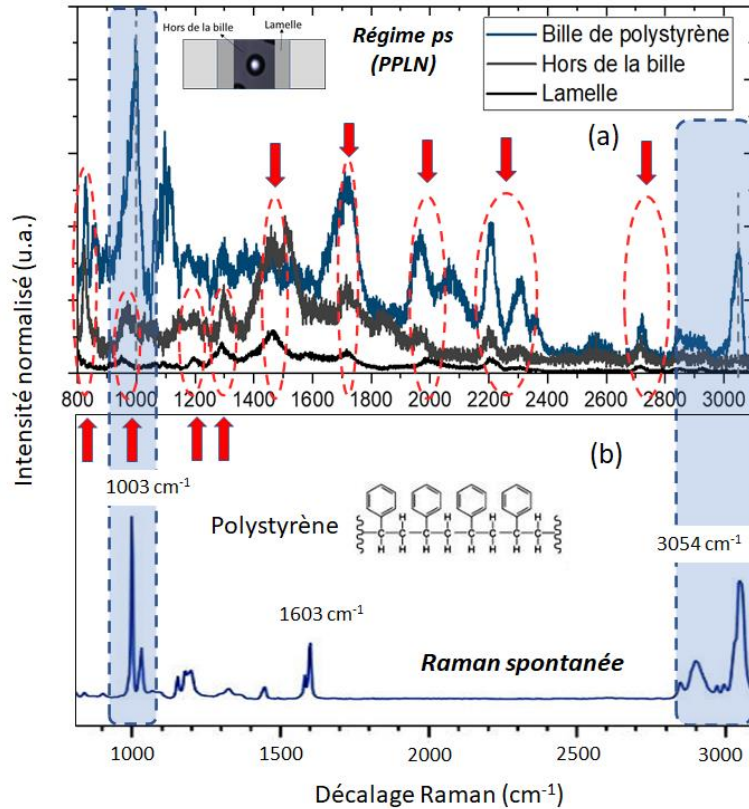 Hors de la bille
Lamelle
Régime ps
(PPLN)
Bille de polystyrène
Hors de la bille
Lamelle
(a)
Intensité normalisé (u.a.)
800 1000 1200 1400 1600 1800 2000 2200 2400 2600 2800 3000
(b)
1003 cm⁻¹
Polystyrène
H H H H H H H H
C C C C C C C C
H H H H H H H H
3054 cm⁻¹
1603 cm⁻¹
Raman spontanée
1000 1500 2000 2500 3000
Décalage Raman (cm⁻¹)